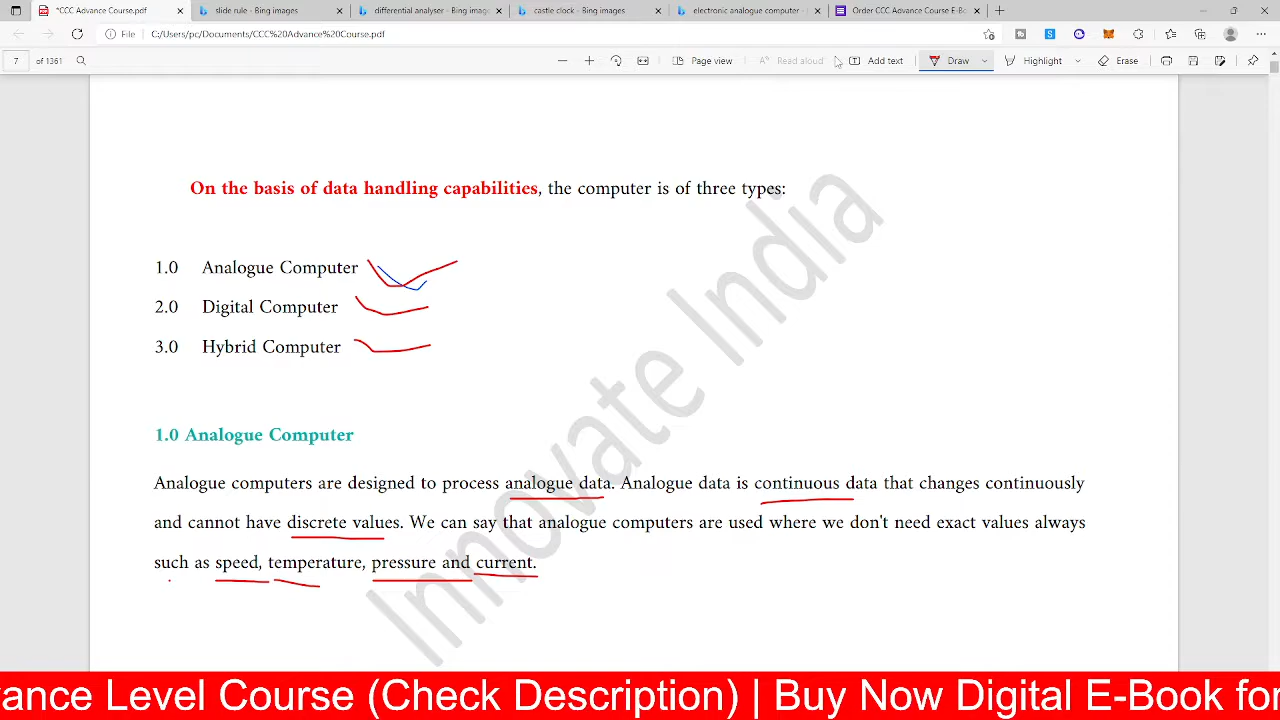 *CCC Advance Course.pdf
slide rule - Bing images
differential analyser - Bing imag
castle clock - Bing images
electronic analogue computer -
Order CCC Advance Course E-B
File
C:/Users/pc/Documents/CCC%20Advance%20Course.pdf
7 of 1361
Page view
Read aloud
Add text
Draw
Highlight
Erase
On the basis of data handling capabilities, the computer is of three types:
1.0 Analogue Computer
2.0 Digital Computer
3.0 Hybrid Computer
1.0 Analogue Computer
Analogue computers are designed to process analogue data. Analogue data is continuous data that changes continuously
and cannot have discrete values. We can say that analogue computers are used where we don't need exact values always
such as speed, temperature, pressure and current.
Innovate India
vance Level Course (Check Description) | Buy Now Digital E-Book for